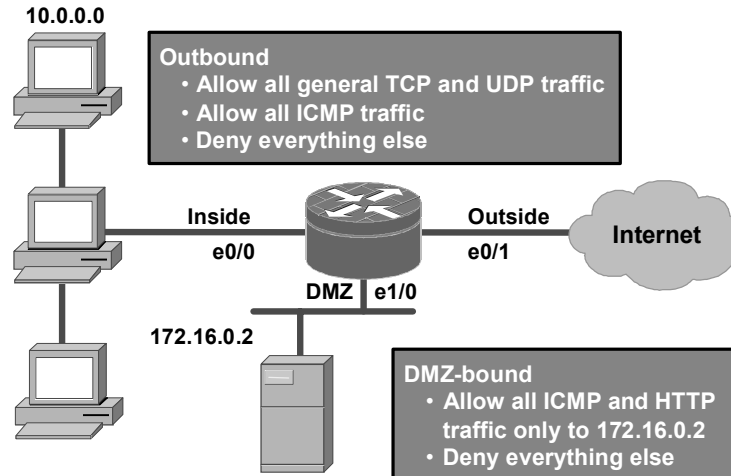 10.0.0.0
Outbound
• Allow all general TCP and UDP traffic
• Allow all ICMP traffic
• Deny everything else
Inside
e0/0
Outside
e0/1
Internet
DMZ
e1/0
172.16.0.2
DMZ-bound
• Allow all ICMP and HTTP
traffic only to 172.16.0.2
• Deny everything else